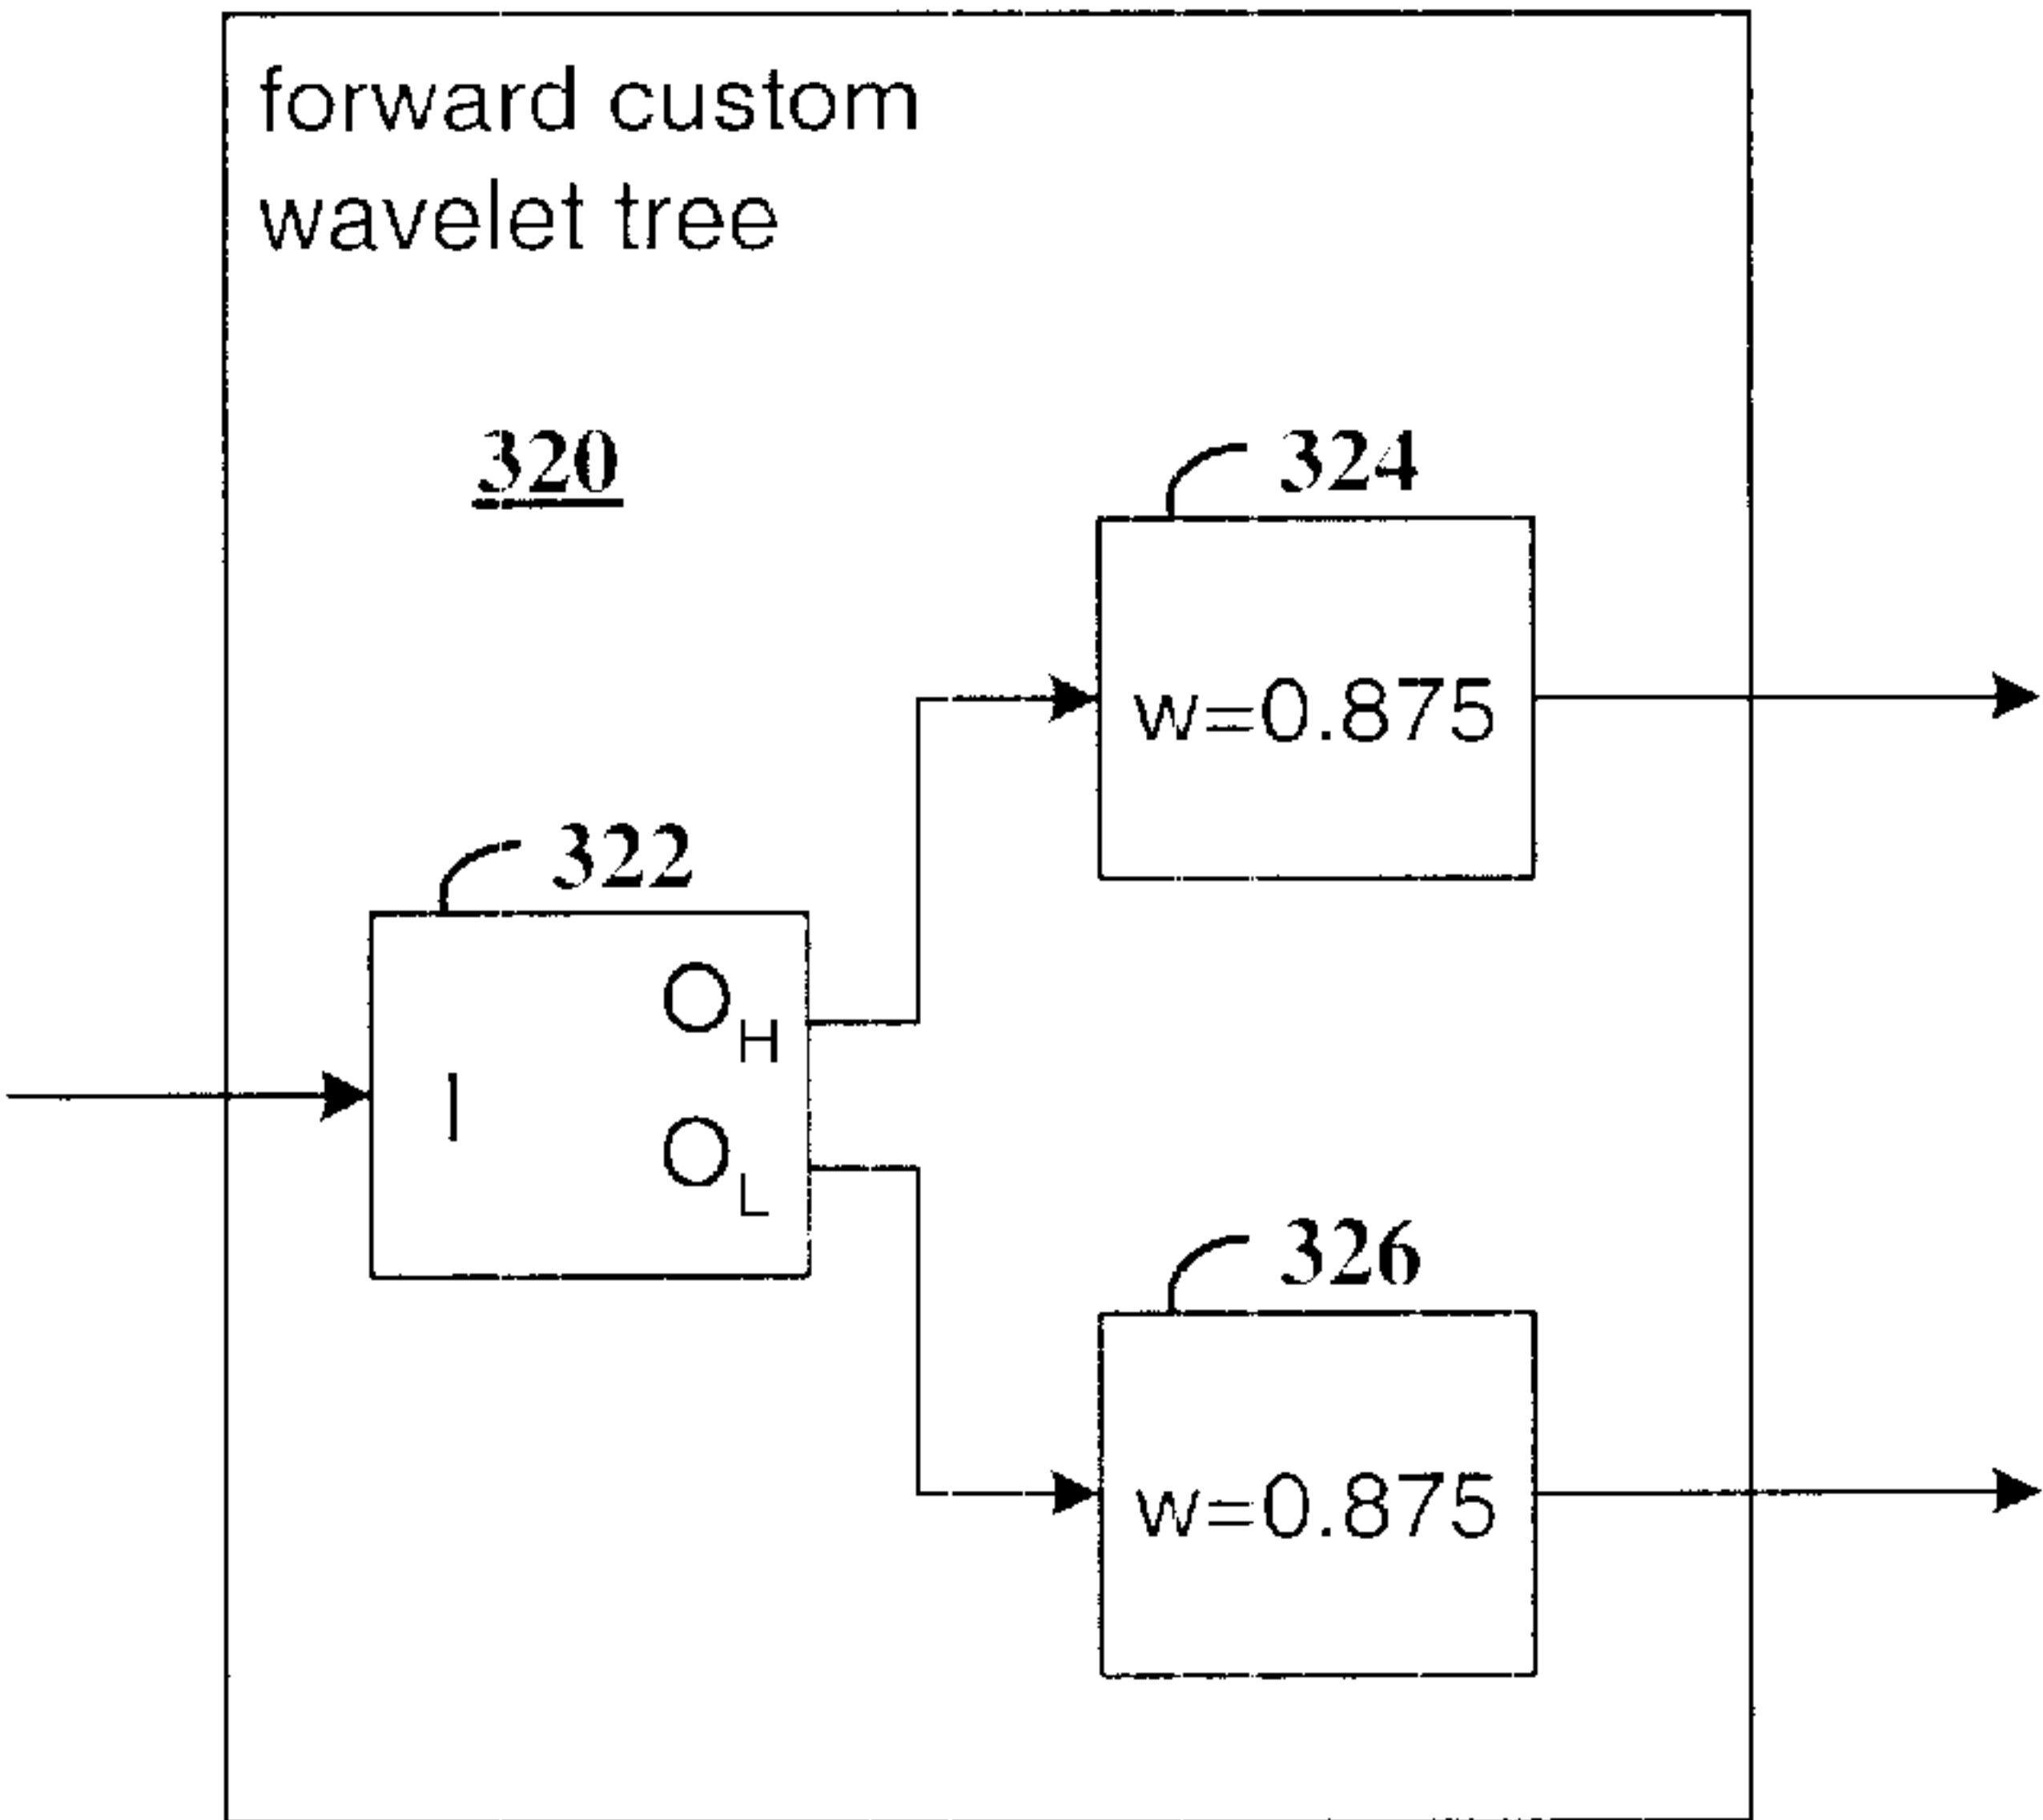 forward custom
wavelet tree
320
324
w=0.875
322
O_H
I
O_L
326
w=0.875